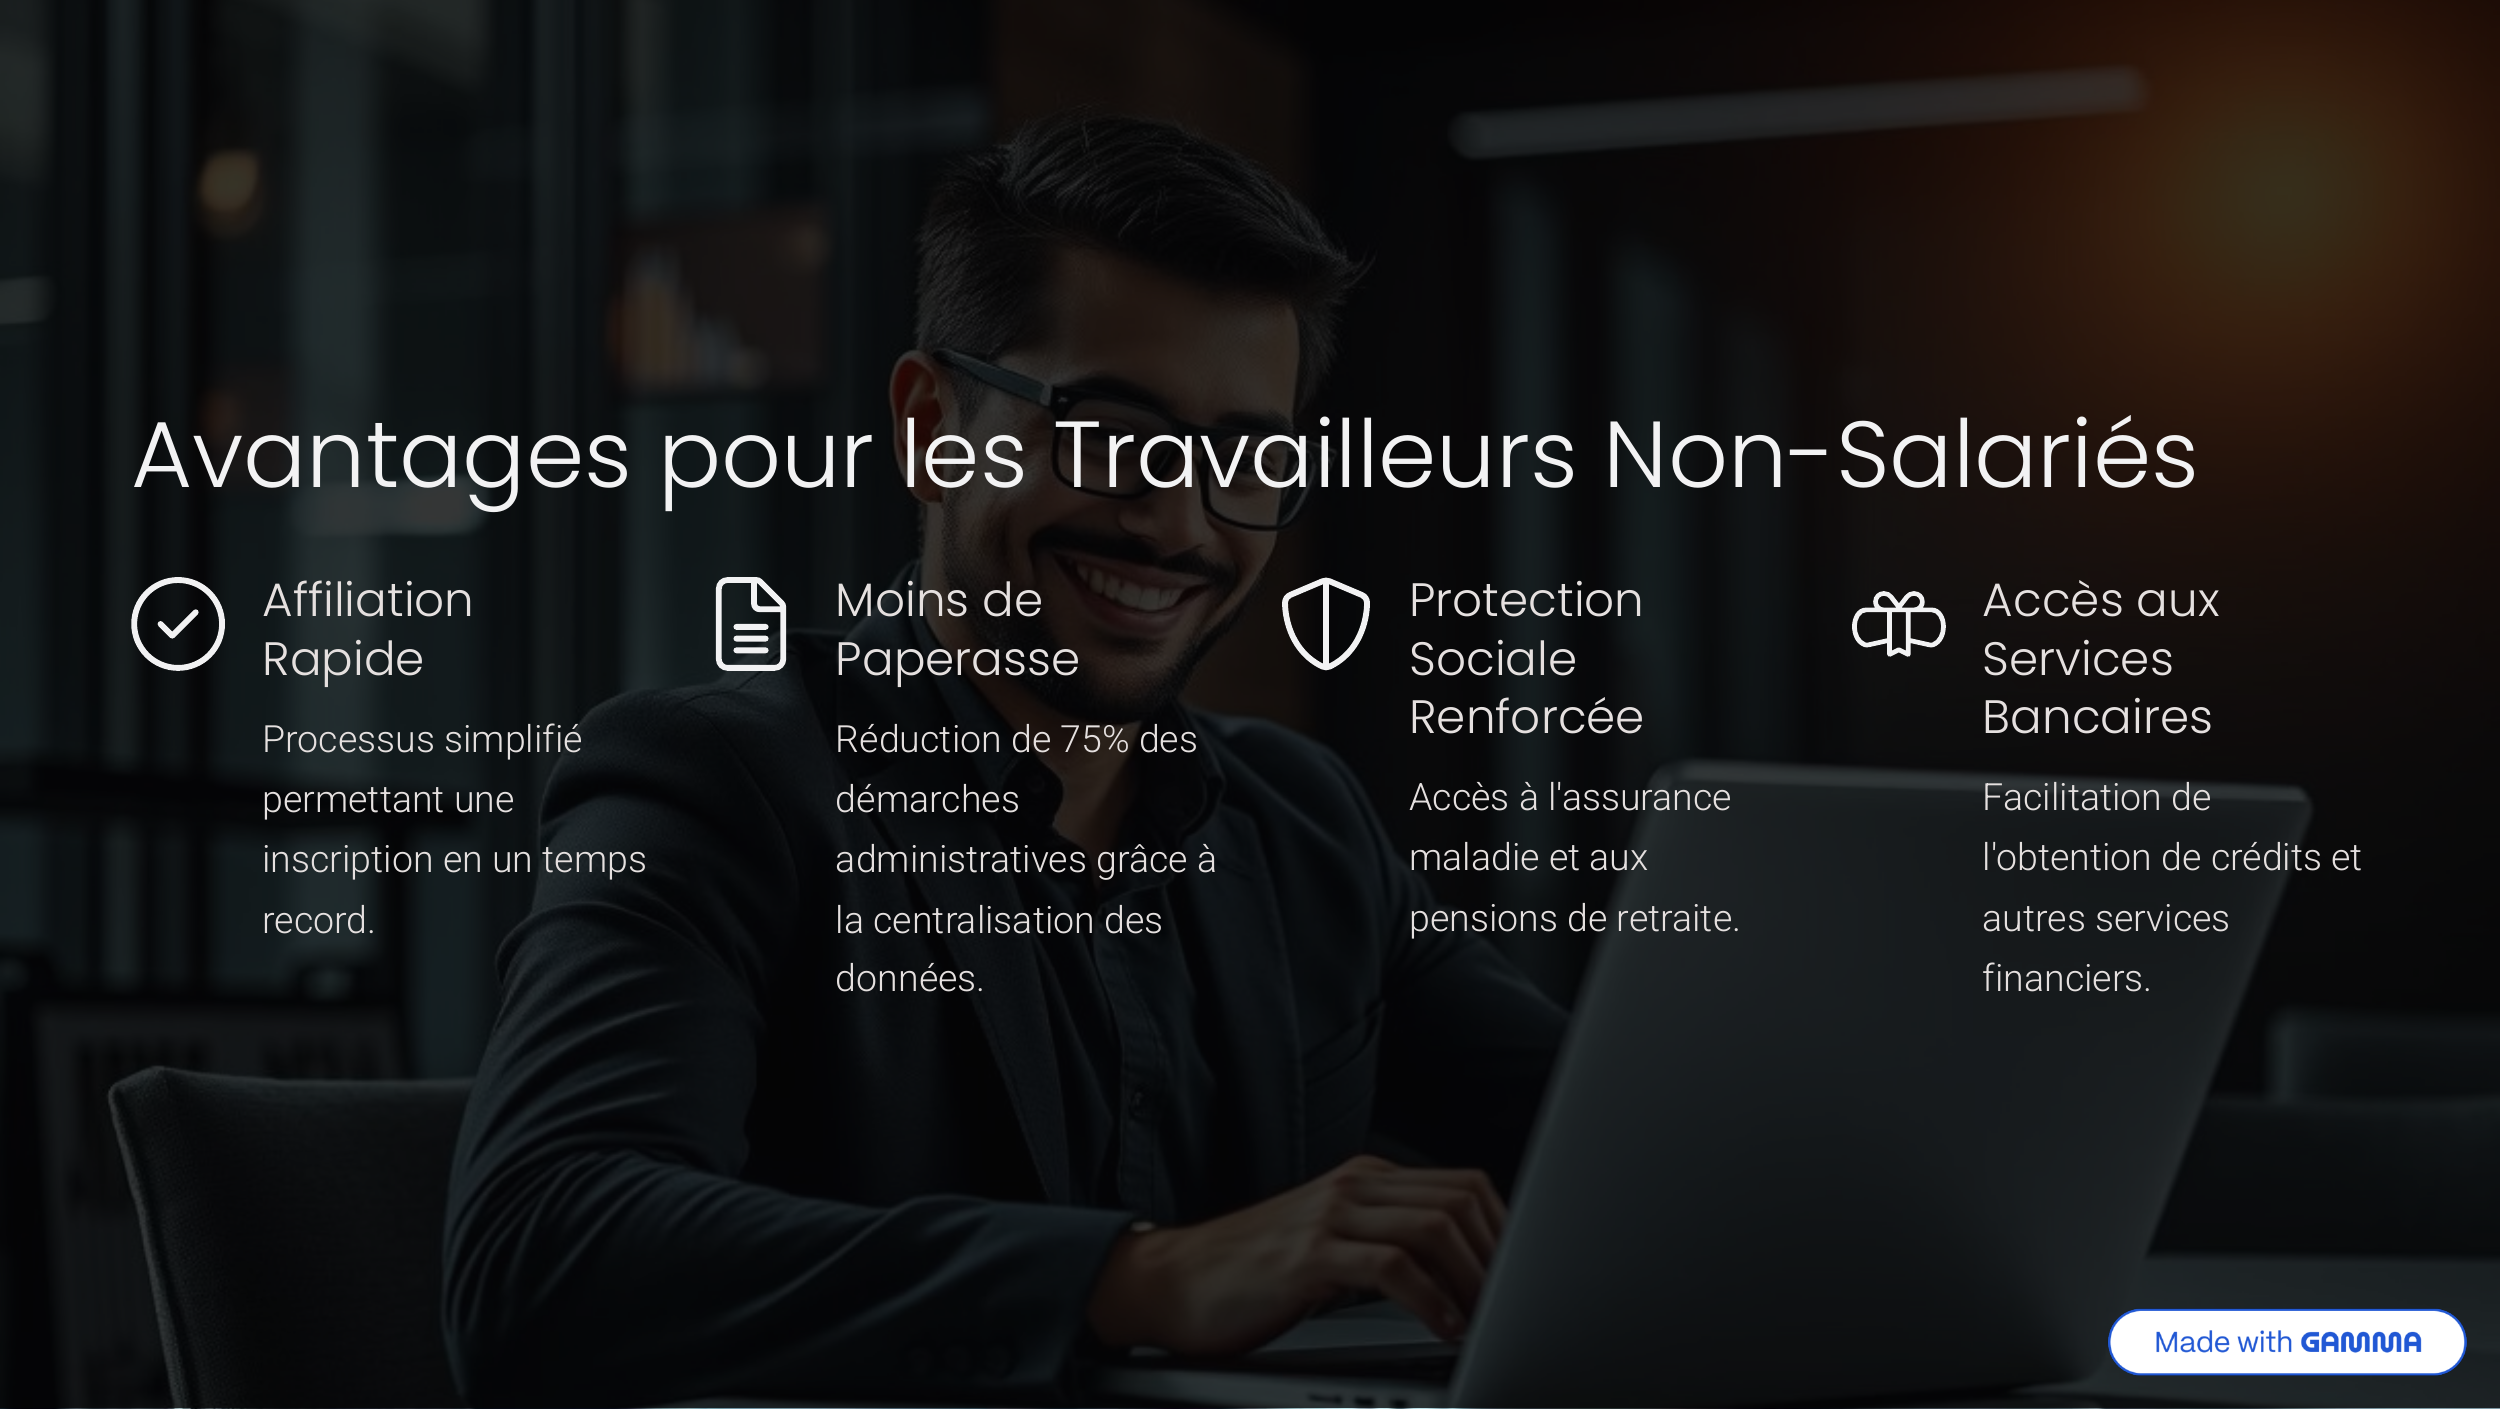 Avantages pour les Travailleurs Non-Salariés
Affiliation
Rapide
Processus simplifié
permettant une
inscription en un temps
record.
Moins de
Paperasse
Réduction de 75% des
démarches
administratives grâce à
la centralisation des
données.
Protection
Sociale
Renforcée
Accès à l'assurance
maladie et aux
pensions de retraite.
Accès aux
Services
Bancaires
Facilitation de
l'obtention de crédits et
autres services
financiers.
Made with GAMMA